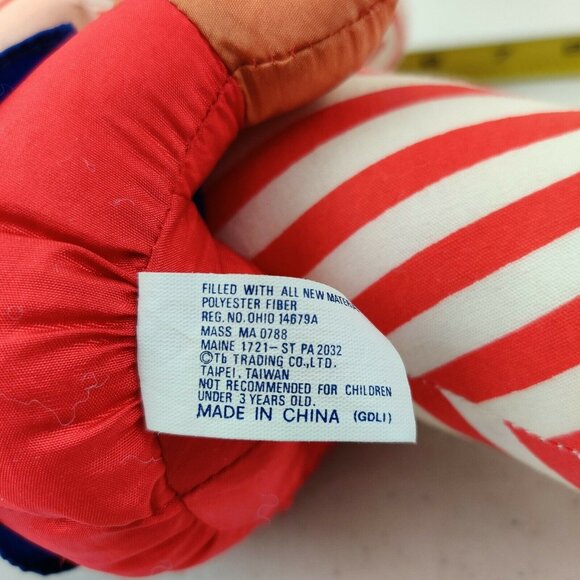 FILLED WITH ALL NEW
POLYESTER FIBER
REG. NO. OHIO 14679A
MASS MA 0788
MAINE 1721- ST PA 2032
©Tb TRADING CO., LTD.
TAIPEI, TAIWAN
NOT RECOMMENDED FOR CHILDREN
UNDER 3 YEARS OLD.
MADE IN CHINA (GDLI)